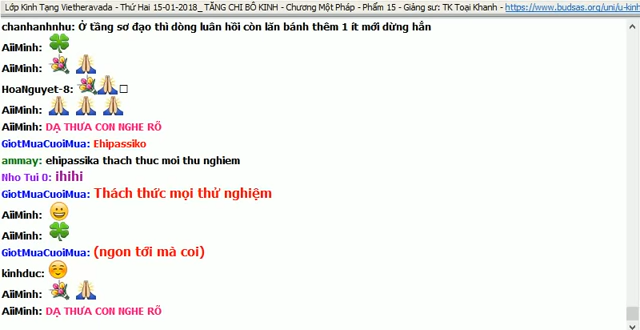 Lớp Kinh Tạng Vietheravada - Thứ Hai 15-01-2018_ TĂNG CHI BỘ KINH - Chương Một Pháp - Phẩm 15 - Giảng sư: TK Toại Khanh - https://www.budsas.org/uni/u-kinh
chanhanhnhu: Ở tầng sơ đạo thì dòng luân hồi còn lăn bánh thêm 1 ít mới dừng hẳn
AiiMinh:
AiiMinh:
HoaNguyet-8:
AiiMinh:
AiiMinh: DẠ THƯA CON NGHE RÕ
GiotMuaCuoiMua: Ehipassiko
ammay: ehipassika thach thuc moi thu nghiem
Nho Tui 0: ihihi
GiotMuaCuoiMua: Thách thức mọi thử nghiệm
AiiMinh:
AiiMinh:
GiotMuaCuoiMua: (ngon tới mà coi)
kinhduc:
AiiMinh:
AiiMinh: DẠ THƯA CON NGHE RÕ